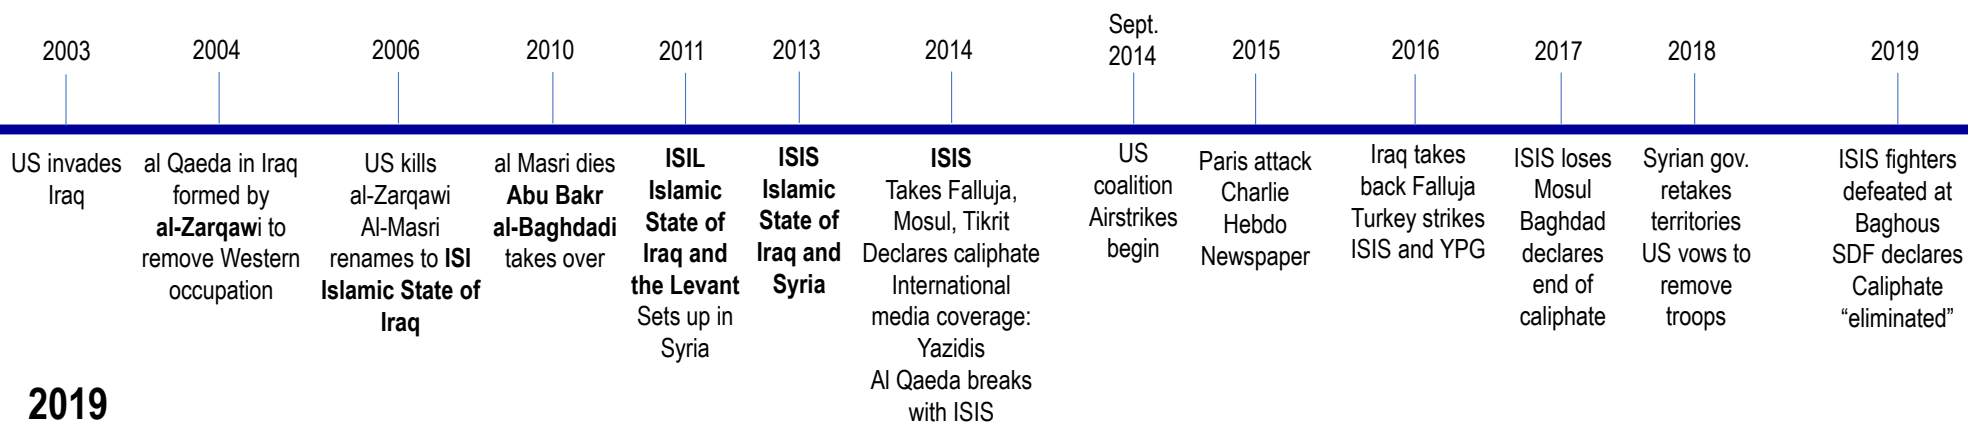 2003
US invades
Iraq
2004
al Qaeda in Iraq
formed by
al-Zarqawi to
remove Western
occupation
2006
US kills
al-Zarqawi
Al-Masri
renames to ISI
Islamic State of
Iraq
2010
al Masri dies
Abu Bakr
al-Baghdadi
takes over
2011
ISIL
Islamic
State of
Iraq and
the Levant
Sets up in
Syria
2013
ISIS
Islamic
State of
Iraq and
Syria
2014
ISIS
Takes Falluja,
Mosul, Tikrit
Declares caliphate
International
media coverage:
Yazidis
Al Qaeda breaks
with ISIS
Sept.
2014
US
coalition
Airstrikes
begin
2015
Paris attack
Charlie
Hebdo
Newspaper
2016
Iraq takes
back Falluja
Turkey strikes
ISIS and YPG
2017
ISIS loses
Mosul
Baghdad
declares
end of
caliphate
2018
Syrian gov.
retakes
territories
US vows to
remove
troops
2019
ISIS fighters
defeated at
Baghous
SDF declares
Caliphate
“eliminated”
2019